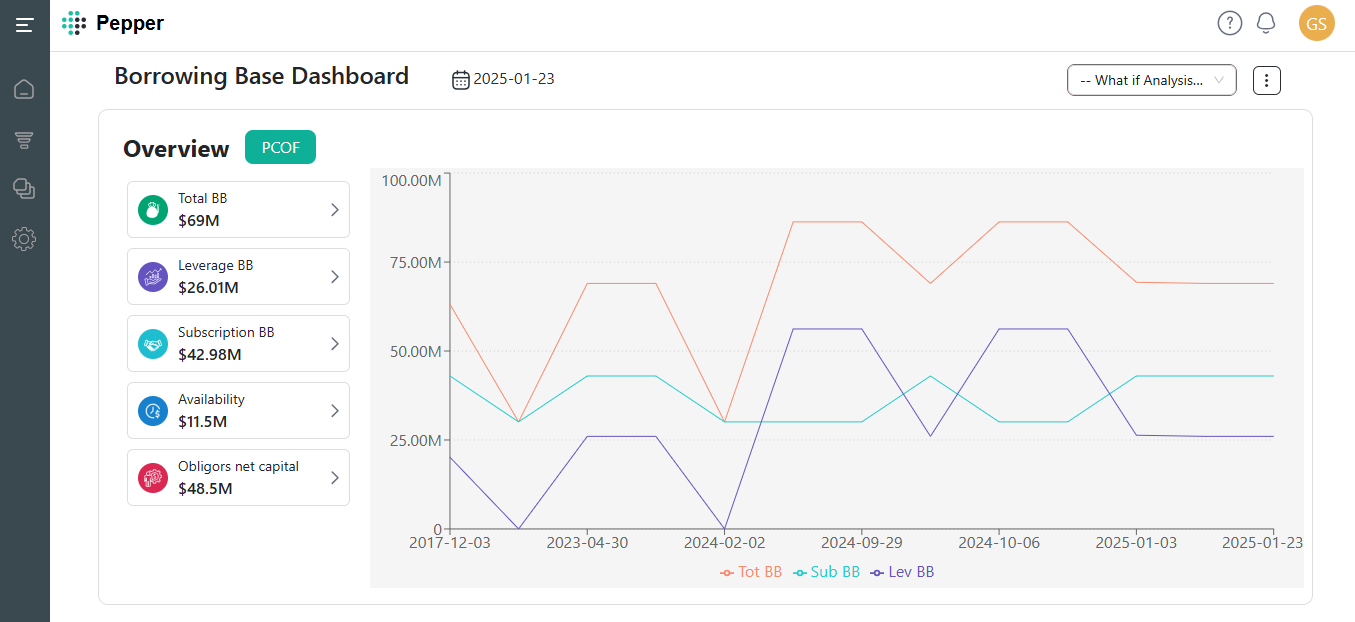 Pepper
?
GS
Borrowing Base Dashboard
2025-01-23
-- What if Analysis...
Overview
PCOF
Total BB
$69M
Leverage BB
$26.01M
Subscription BB
$42.98M
Availability
$11.5M
Obligors net capital
$48.5M
100.00M
75.00M
50.00M
25.00M
0
2017-12-03 2023-04-30 2024-02-02 2024-09-29 2024-10-06 2025-01-03 2025-01-23
Tot BB Sub BB Lev BB